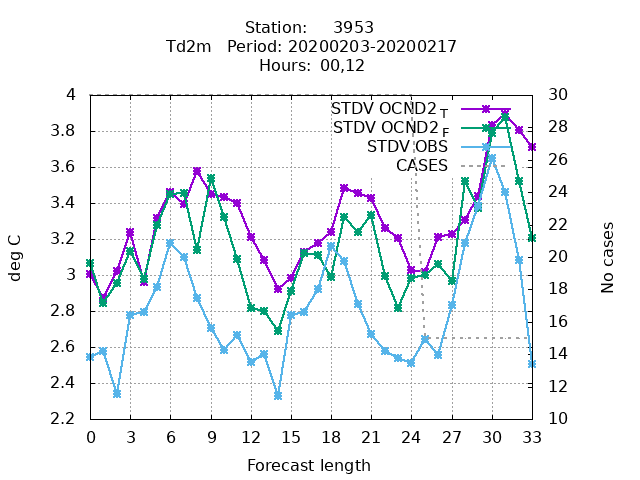 Station:     3953
Td2m   Period: 20200203-20200217
Hours:  00,12
STDV OCND2 T
STDV OCND2 F
STDV OBS
CASES
4
3.8
3.6
3.4
3.2
3
2.8
2.6
2.4
2.2
30
28
26
24
22
20
18
16
14
12
10
deg C
No cases
0 3 6 9 12 15 18 21 24 27 30 33
Forecast length